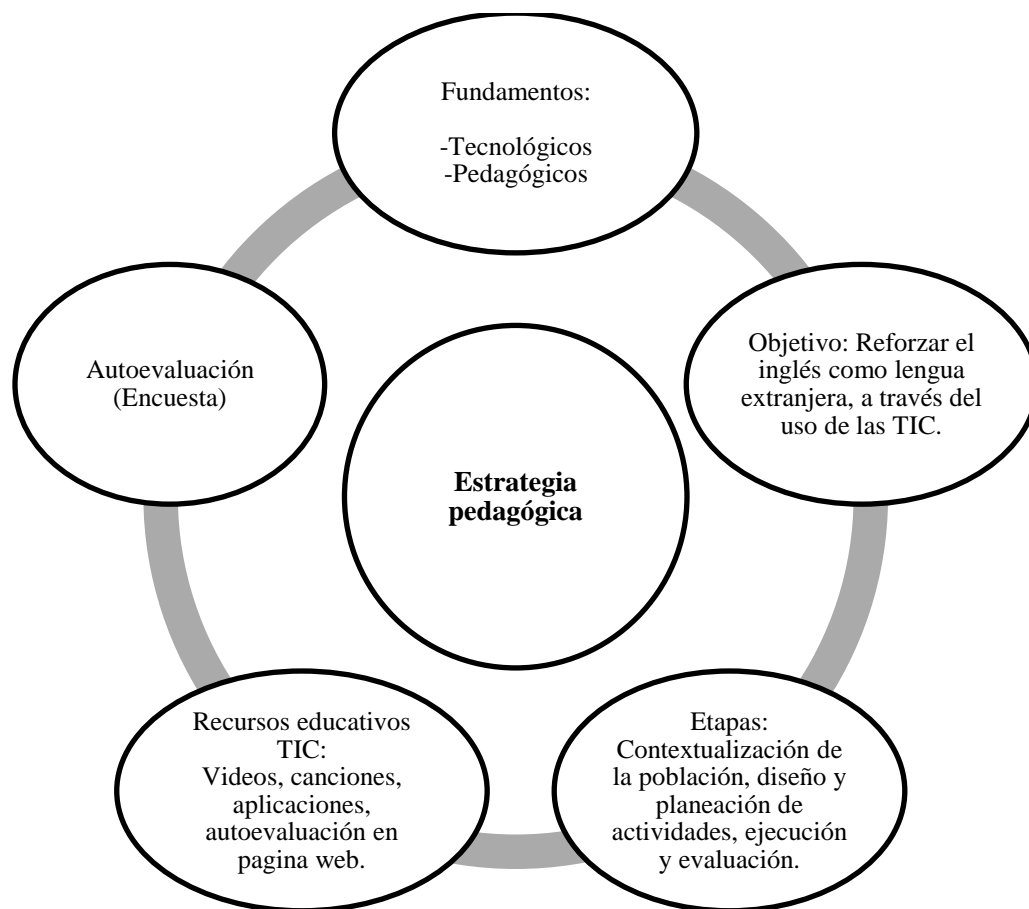 Fundamentos:
-Tecnológicos
-Pedagógicos
Objetivo: Reforzar el
inglés como lengua
extranjera, a través del
uso de las TIC.
Etapas:
Contextualización de
la población, diseño y
planeación de
actividades, ejecución
y evaluación.
Recursos educativos
TIC:
Videos, canciones,
aplicaciones,
autoevaluación en
pagina web.
Autoevaluación
(Encuesta)
Estrategia
pedagógica